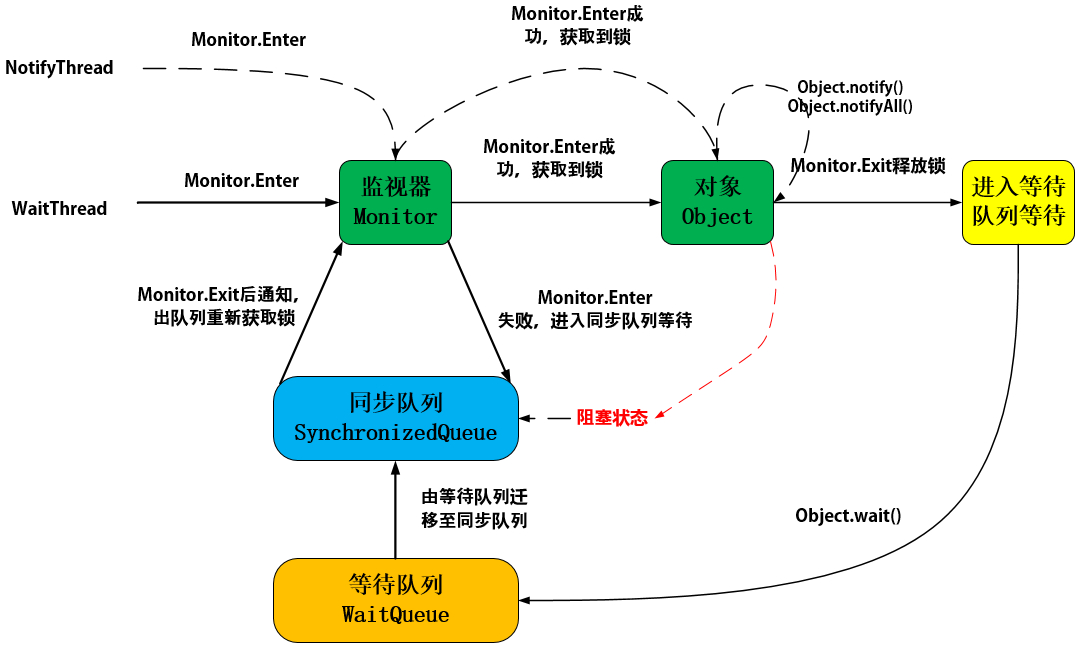 Monitor.Enter成
功，获取到锁
Monitor.Enter
NotifyThread
Object.notify()
Object.notifyAll()
Monitor.Enter成
功，获取到锁
Monitor.Exit释放锁
Monitor.Enter
WaitThread
监视器
Monitor
对象
Object
进入等待
队列等待
Monitor.Exit后通知，
出队列重新获取锁
Monitor.Enter
失败，进入同步队列等待
同步队列
SynchronizedQueue
阻塞状态
由等待队列迁
移至同步队列
Object.wait()
等待队列
WaitQueue